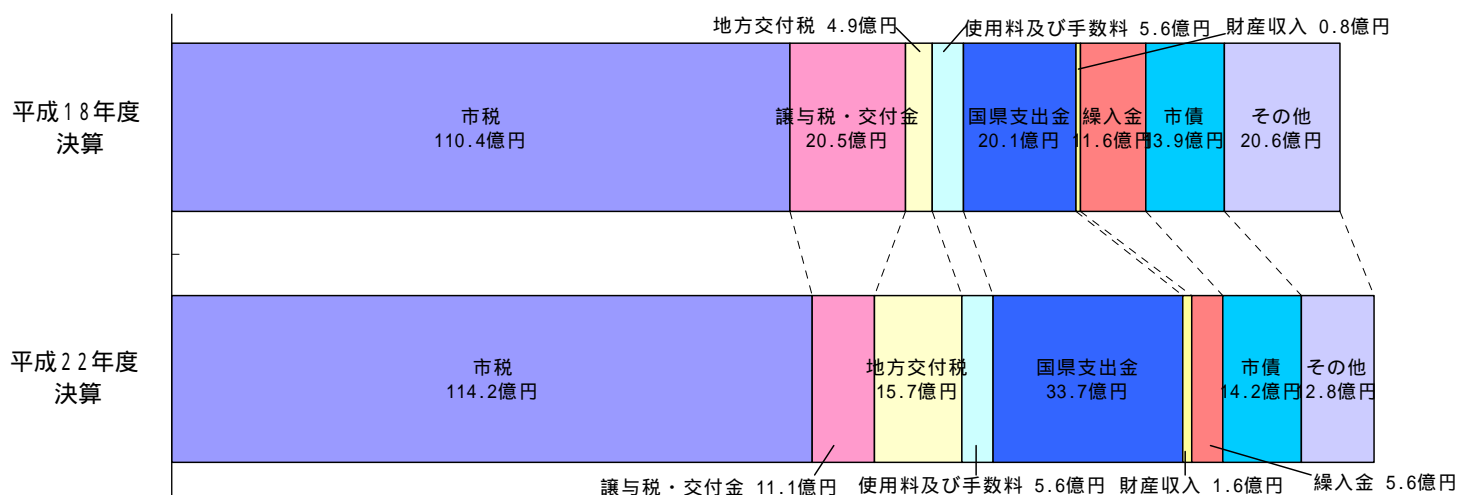 地方交付税 4.9億円
使用料及び手数料 5.6億円
財産収入 0.8億円
平成18年度
決算
市税
110.4億円
譲与税・交付金
20.5億円
国県支出金
20.1億円
繰入金
11.6億円
市債
13.9億円
その他
20.6億円
平成22年度
決算
市税
114.2億円
地方交付税
15.7億円
国県支出金
33.7億円
市債
14.2億円
その他
12.8億円
譲与税・交付金 11.1億円
使用料及び手数料 5.6億円
財産収入 1.6億円
繰入金 5.6億円